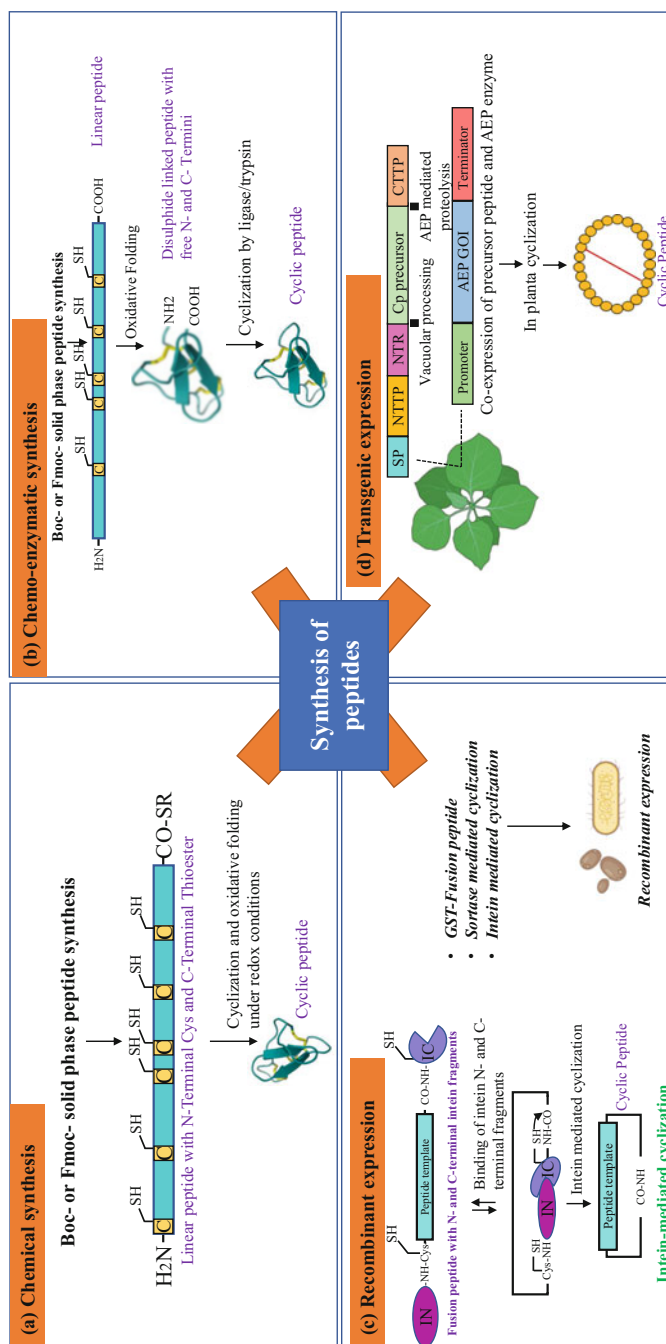 (a) Chemical synthesis
Boc- or Fmoc- solid phase peptide synthesis
SH
SH
SH
SH
SH
SH
H2N
C
C
C
C
C
C
CO-SR
Linear peptide with N-Terminal Cys and C-Terminal Thioester
Cyclization and oxidative folding
under redox conditions
Cyclic peptide
(b) Chemo-enzymatic synthesis
Boc- or Fmoc- solid phase peptide synthesis
SH
SH
SH
SH
SH
H2N
C
C
C
C
C
COOH
Linear peptide
Oxidative Folding
NH2
COOH
Disulphide linked peptide with
free N- and C- Termini
Cyclization by ligase/trypsin
Cyclic peptide
Synthesis of
peptides
(c) Recombinant expression
SH
SH
IN
-NH-Cys-
Peptide template
CO-NH-
IC
Fusion peptide with N- and C-terminal intein fragments
Binding of intein N- and C-
terminal fragments
SH
SH
Cys-NH
IN
IC
NH-CO
Intein mediated cyclization
Peptide template
CO-NH
Cyclic Peptide
Intein-mediated cyclization
• GST-Fusion peptide
• Sortase mediated cyclization
• Intein mediated cyclization
Recombinant expression
(d) Transgenic expression
SP
NTTP
NTR
Cp precursor
CTTP
Vacuolar processing
AEP mediated
proteolysis
Promoter
AEP GOI
Terminator
Co-expression of precursor peptide and AEP enzyme
In planta cyclization
Cyclic Peptide